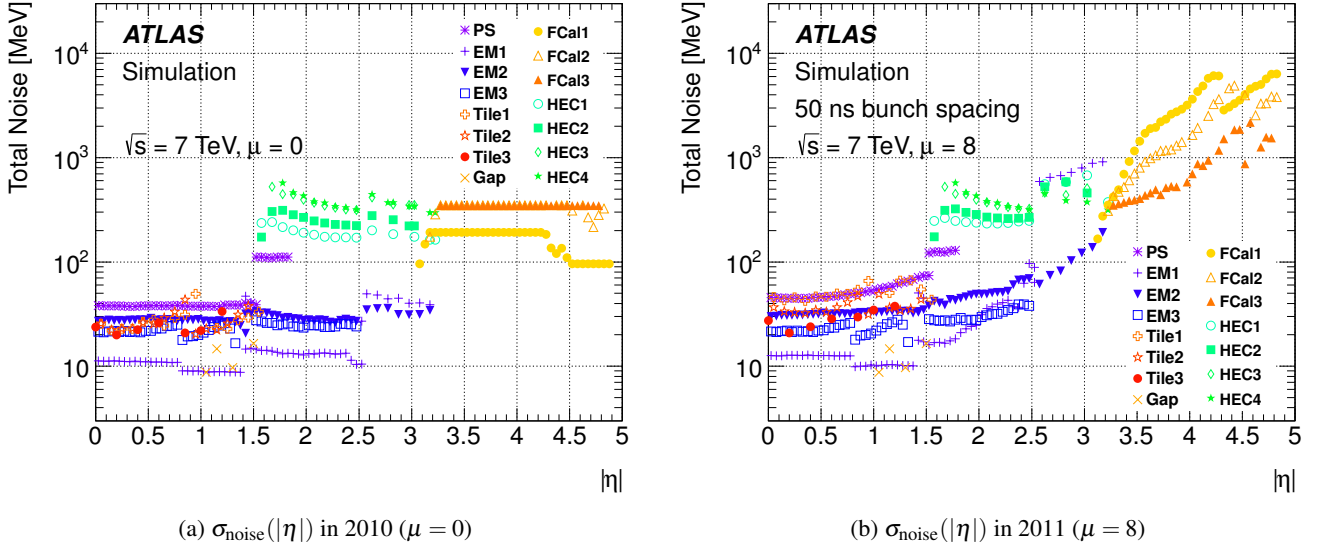 Total Noise [MeV]
10⁴
10³
10²
10
ATLAS
Simulation
√s = 7 TeV, μ = 0
PS
EM1
EM2
EM3
Tile1
Tile2
Tile3
Gap
FCal1
FCal2
FCal3
HEC1
HEC2
HEC3
HEC4
0 0.5 1 1.5 2 2.5 3 3.5 4 4.5 5
|η|
(a) σnoise(|η|) in 2010 (μ = 0)
Total Noise [MeV]
10⁴
10³
10²
10
ATLAS
Simulation
50 ns bunch spacing
√s = 7 TeV, μ = 8
PS
EM1
EM2
EM3
Tile1
Tile2
Tile3
Gap
FCal1
FCal2
FCal3
HEC1
HEC2
HEC3
HEC4
0 0.5 1 1.5 2 2.5 3 3.5 4 4.5 5
|η|
(b) σnoise(|η|) in 2011 (μ = 8)